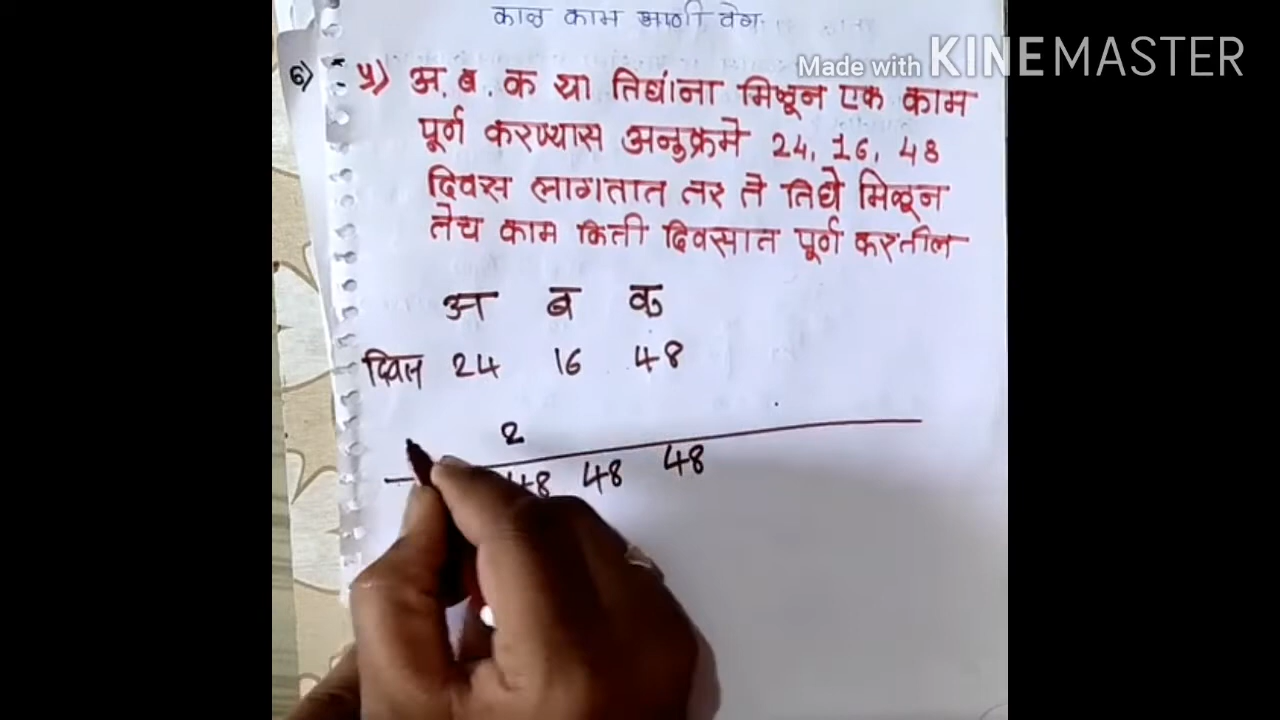 काळ काम आणी वेग
Made with KINEMASTER
6) प्र) अ. ब. क या तिघांना मिळून एक काम
पूर्ण करण्यास अनुक्रमे 24, 16, 48
दिवस लागतात तर ते तिघे मिळून
तेच काम किती दिवसात पूर्ण करतील
अ ब क
दिवस 24 16 48
2
48 48 48